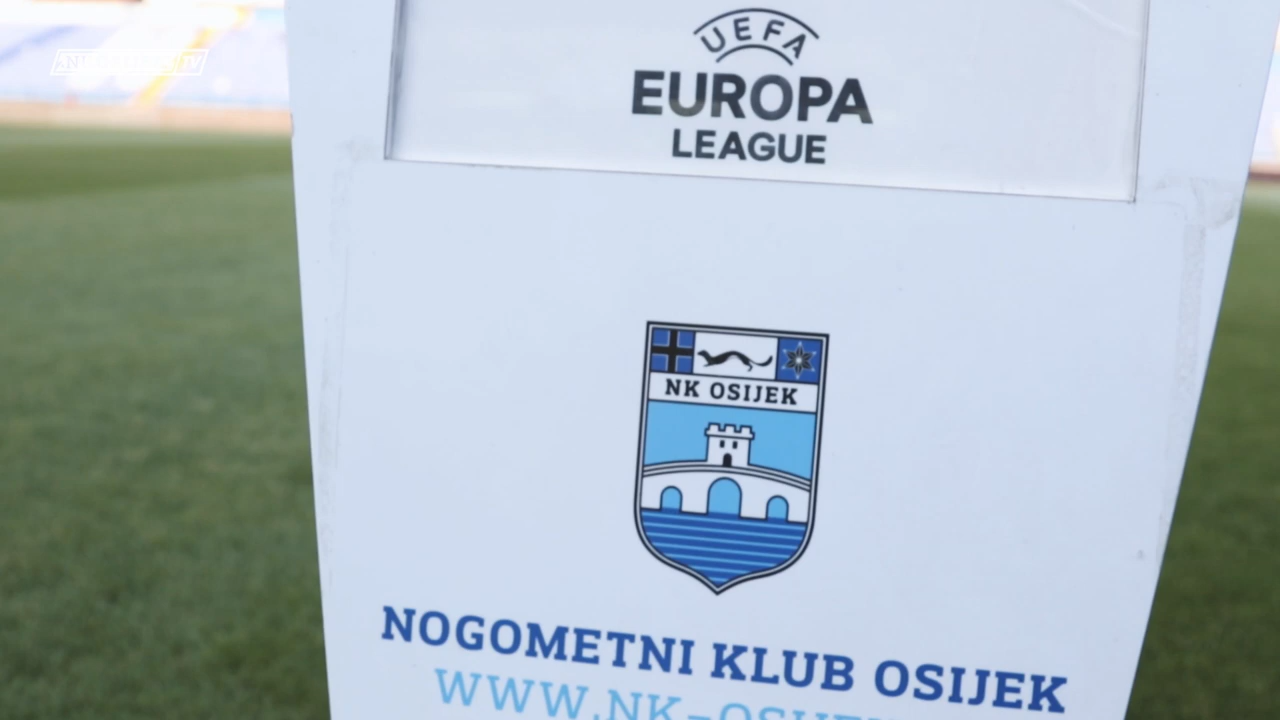 UEFA
EUROPA
LEAGUE
NK OSIJEK
NOGOMETNI KLUB OSIJEK